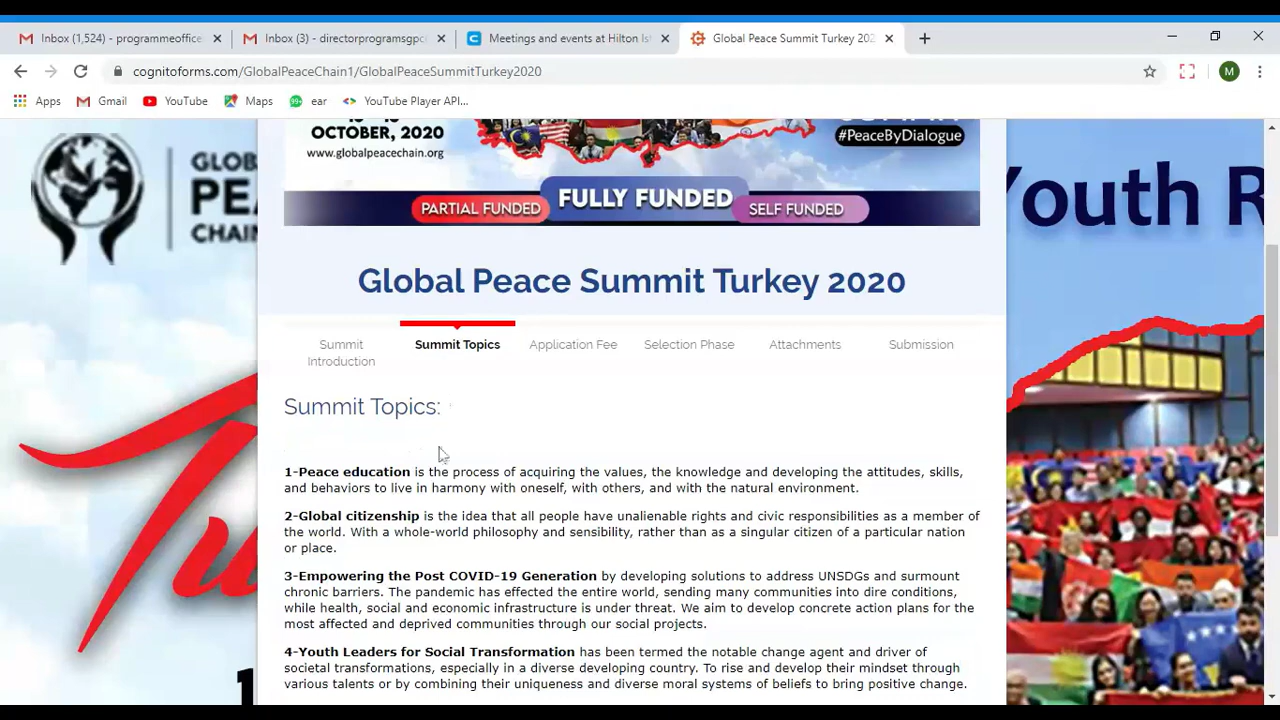 Inbox (1,524) - programmeoffice
Inbox (3) - directorprogramsgpc
Meetings and events at Hilton Ist
Global Peace Summit Turkey 202
cognitoforms.com/GlobalPeaceChain1/GlobalPeaceSummitTurkey2020
M
Apps
Gmail
YouTube
Maps
99+
ear
YouTube Player API...
OCTOBER, 2020
www.globalpeacechain.org
#PeaceByDialogue
PARTIAL FUNDED
FULLY FUNDED
SELF FUNDED
GLOB
PEA
CHAIN
Youth R
Global Peace Summit Turkey 2020
Summit
Introduction
Summit Topics
Application Fee
Selection Phase
Attachments
Submission
Summit Topics:
1-Peace education is the process of acquiring the values, the knowledge and developing the attitudes, skills,
and behaviors to live in harmony with oneself, with others, and with the natural environment.
2-Global citizenship is the idea that all people have unalienable rights and civic responsibilities as a member of
the world. With a whole-world philosophy and sensibility, rather than as a singular citizen of a particular nation
or place.
3-Empowering the Post COVID-19 Generation by developing solutions to address UNSDGs and surmount
chronic barriers. The pandemic has effected the entire world, sending many communities into dire conditions,
while health, social and economic infrastructure is under threat. We aim to develop concrete action plans for the
most affected and deprived communities through our social projects.
4-Youth Leaders for Social Transformation has been termed the notable change agent and driver of
societal transformations, especially in a diverse developing country. To rise and develop their mindset through
various talents or by combining their uniqueness and diverse moral systems of beliefs to bring positive change.